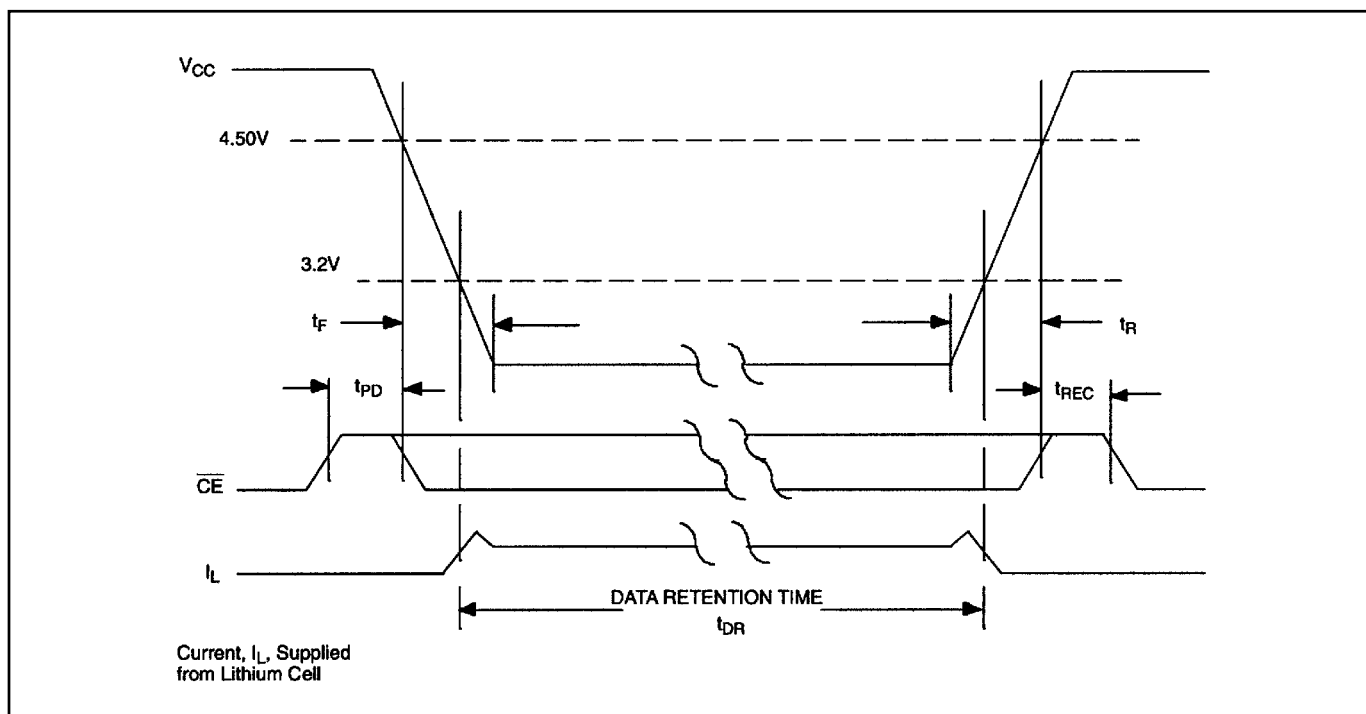 VCC
4.50V
3.2V
tF
tR
tPD
tREC
CE
IL
DATA RETENTION TIME
tDR
Current, IL, Supplied
from Lithium Cell